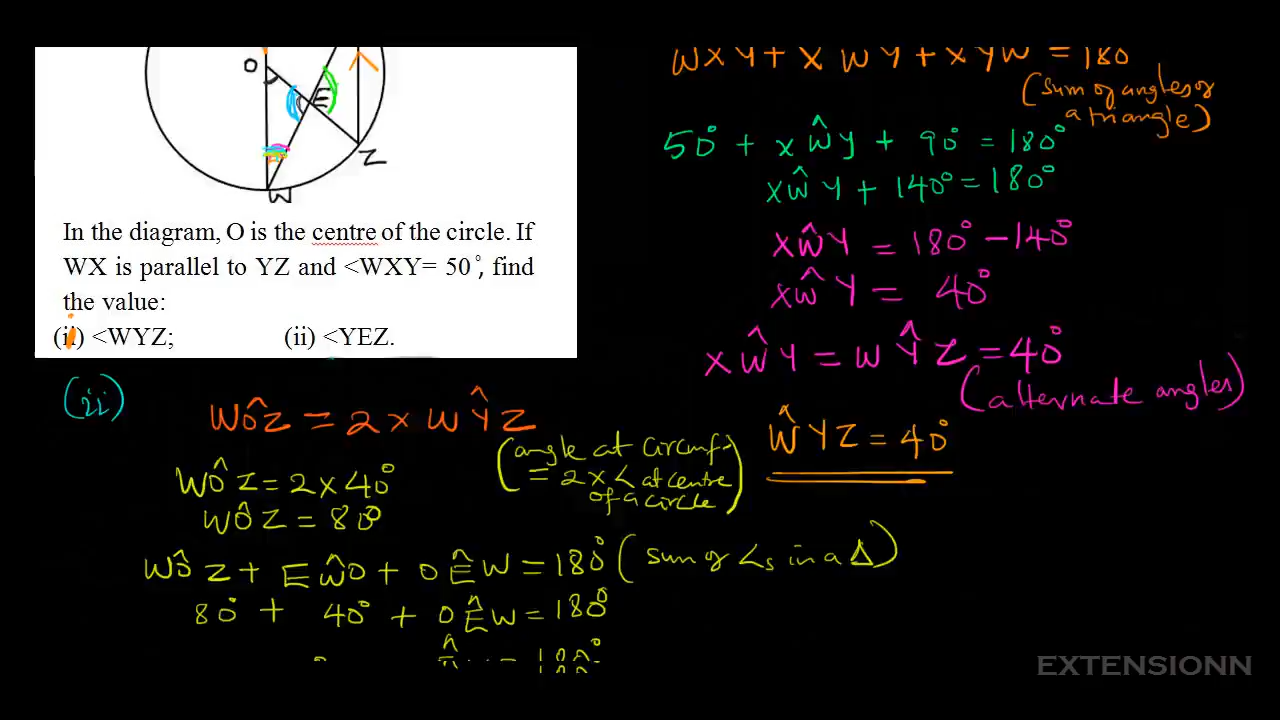 O
E
Z
W
In the diagram, O is the centre of the circle. If
WX is parallel to YZ and <WXY= 50°, find
the value:
(i) <WYZ; (ii) <YEZ.
WXY + XWY + XYW = 180
(sum of angles of
a triangle)
50° + XŴY + 90° = 180°
XŴY + 140° = 180°
XŴY = 180° - 140°
XŴY = 40°
XŴY = WŶZ = 40°
(alternate angles)
ŴYZ = 40°
(ii)
WÔZ = 2 × WŶZ
(angle at circumf.
= 2 × ∠ at centre
of a circle)
WÔZ = 2 × 40°
WÔZ = 80°
WÔZ + EŴO + OÊW = 180° (sum of ∠s in a Δ)
80° + 40° + OÊW = 180°
EXTENSIONN